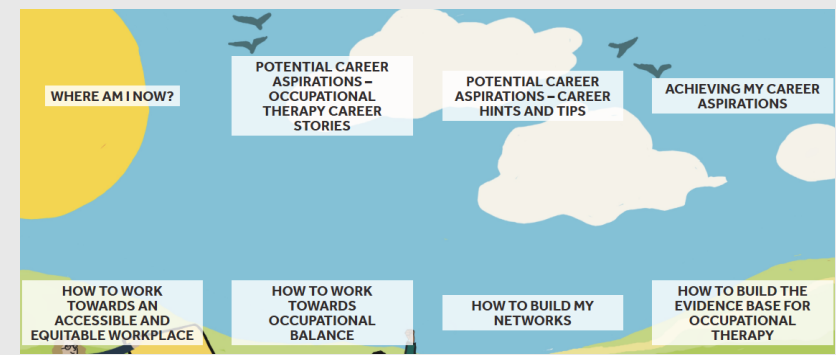 WHERE AM I NOW?
POTENTIAL CAREER
ASPIRATIONS –
OCCUPATIONAL
THERAPY CAREER
STORIES
POTENTIAL CAREER
ASPIRATIONS – CAREER
HINTS AND TIPS
ACHIEVING MY CAREER
ASPIRATIONS
HOW TO WORK
TOWARDS AN
ACCESSIBLE AND
EQUITABLE WORKPLACE
HOW TO WORK
TOWARDS
OCCUPATIONAL
BALANCE
HOW TO BUILD MY
NETWORKS
HOW TO BUILD THE
EVIDENCE BASE FOR
OCCUPATIONAL
THERAPY